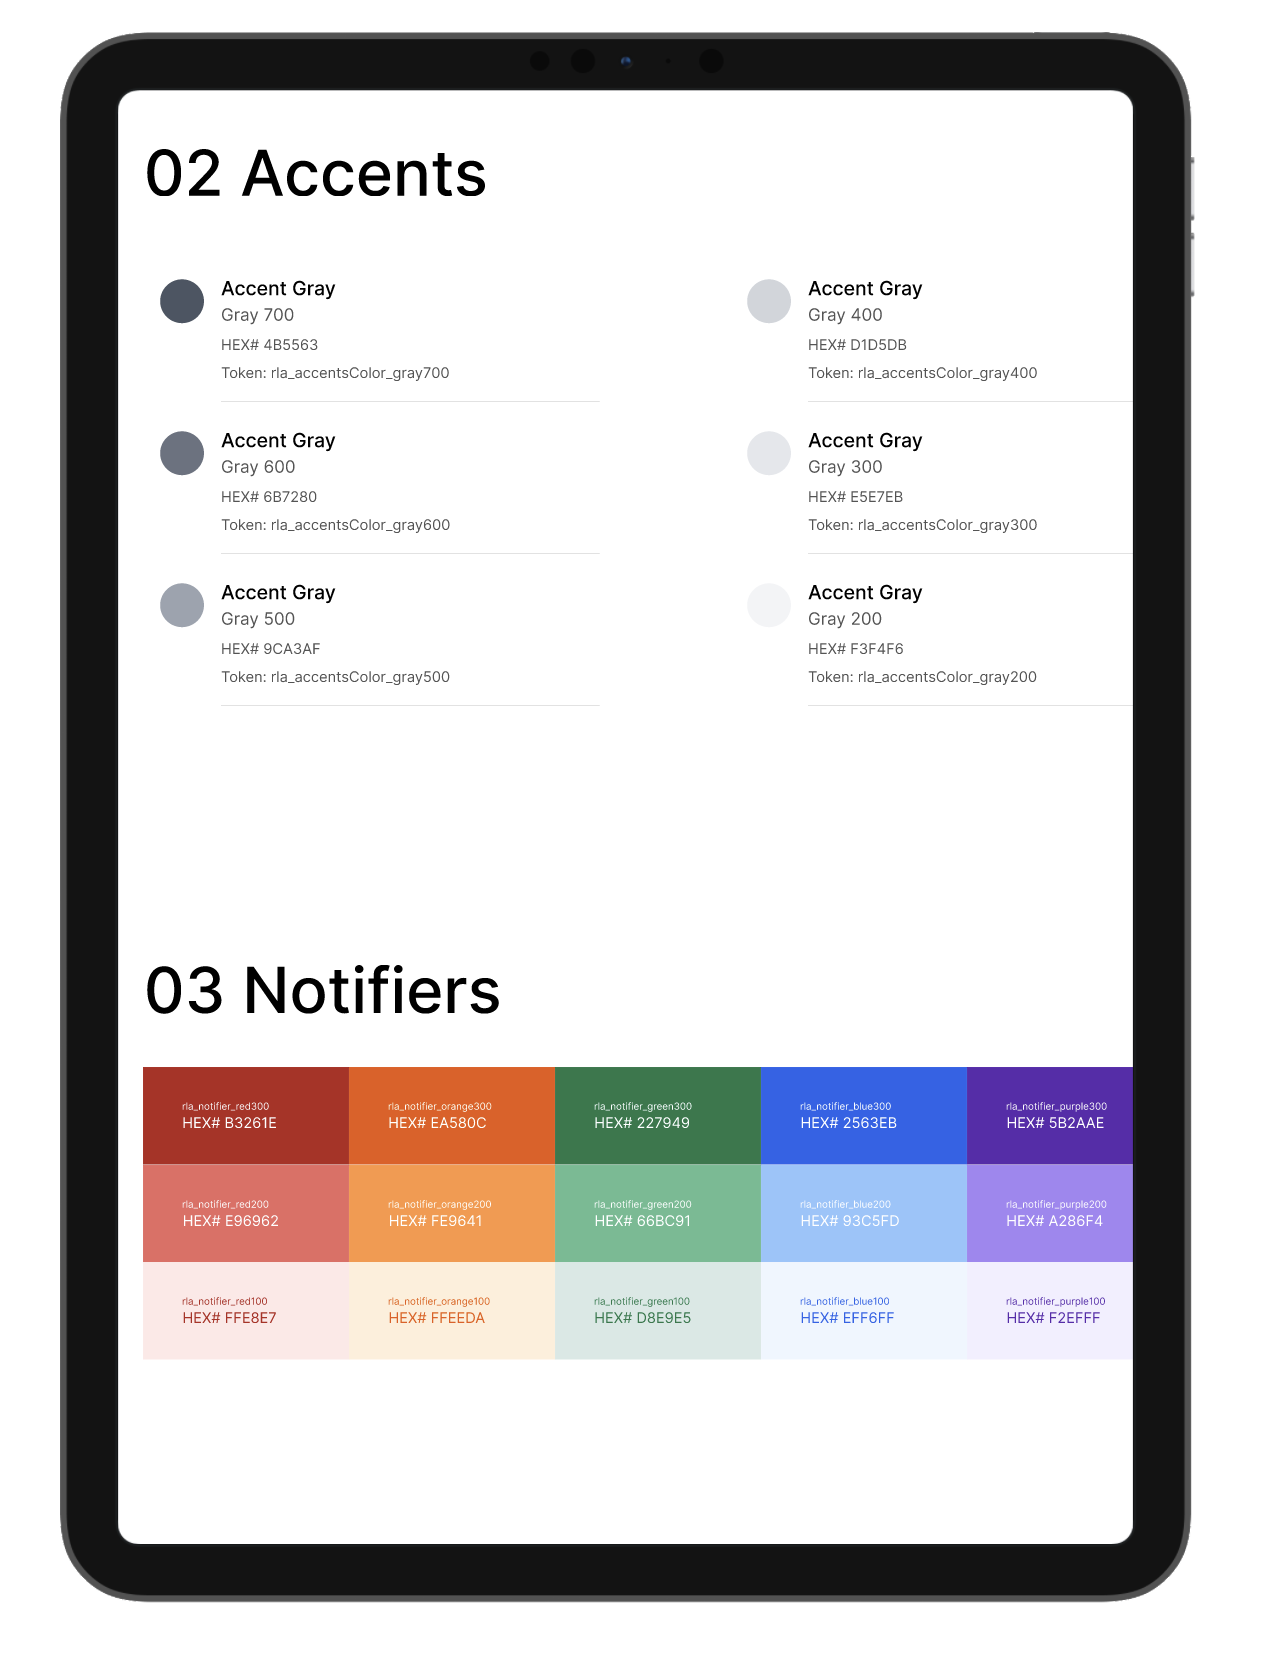 02 Accents
Accent Gray
Gray 700
HEX# 4B5563
Token: rla_accentsColor_gray700
Accent Gray
Gray 400
HEX# D1D5DB
Token: rla_accentsColor_gray400
Accent Gray
Gray 600
HEX# 6B7280
Token: rla_accentsColor_gray600
Accent Gray
Gray 300
HEX# E5E7EB
Token: rla_accentsColor_gray300
Accent Gray
Gray 500
HEX# 9CA3AF
Token: rla_accentsColor_gray500
Accent Gray
Gray 200
HEX# F3F4F6
Token: rla_accentsColor_gray200
03 Notifiers
rla_notifier_red300
HEX# B3261E
rla_notifier_orange300
HEX# EA580C
rla_notifier_green300
HEX# 227949
rla_notifier_blue300
HEX# 2563EB
rla_notifier_purple300
HEX# 5B2AAE
rla_notifier_red200
HEX# E96962
rla_notifier_orange200
HEX# FE9641
rla_notifier_green200
HEX# 66BC91
rla_notifier_blue200
HEX# 93C5FD
rla_notifier_purple200
HEX# A286F4
rla_notifier_red100
HEX# FFE8E7
rla_notifier_orange100
HEX# FFEEDA
rla_notifier_green100
HEX# D8E9E5
rla_notifier_blue100
HEX# EFF6FF
rla_notifier_purple100
HEX# F2EFFF